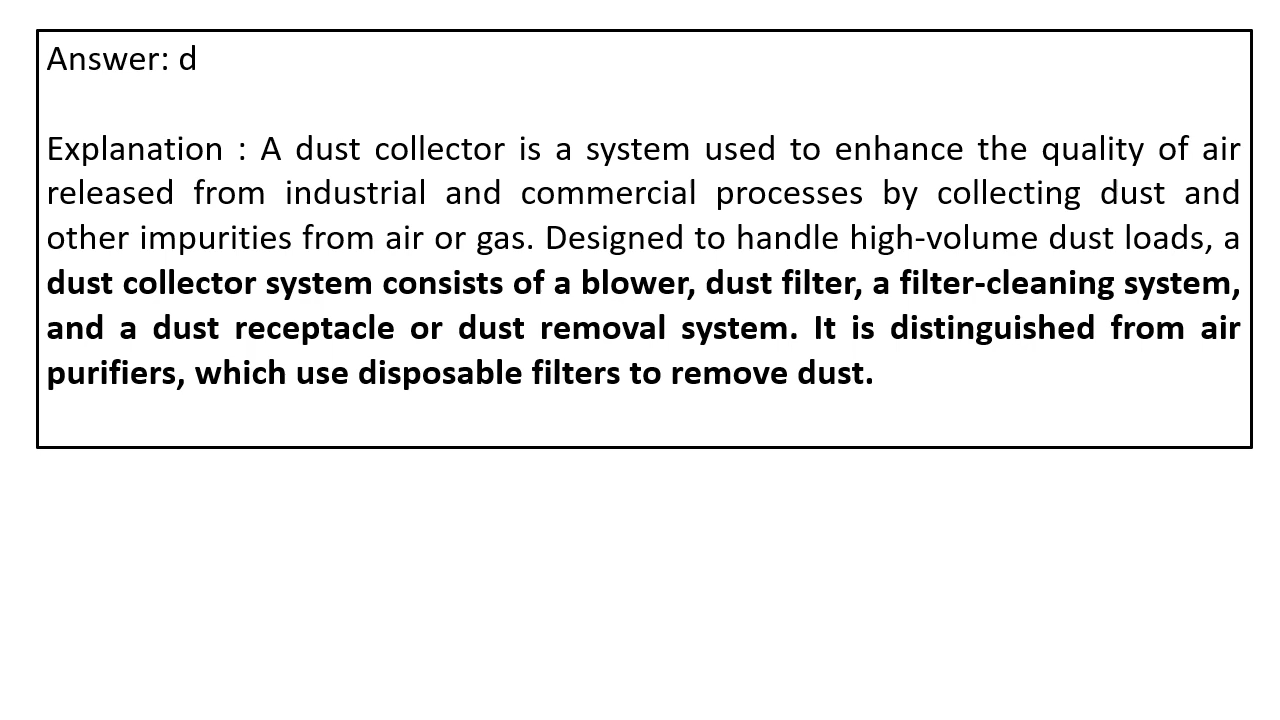 Answer: d
Explanation : A dust collector is a system used to enhance the quality of air
released from industrial and commercial processes by collecting dust and
other impurities from air or gas. Designed to handle high-volume dust loads, a
dust collector system consists of a blower, dust filter, a filter-cleaning system,
and a dust receptacle or dust removal system. It is distinguished from air
purifiers, which use disposable filters to remove dust.